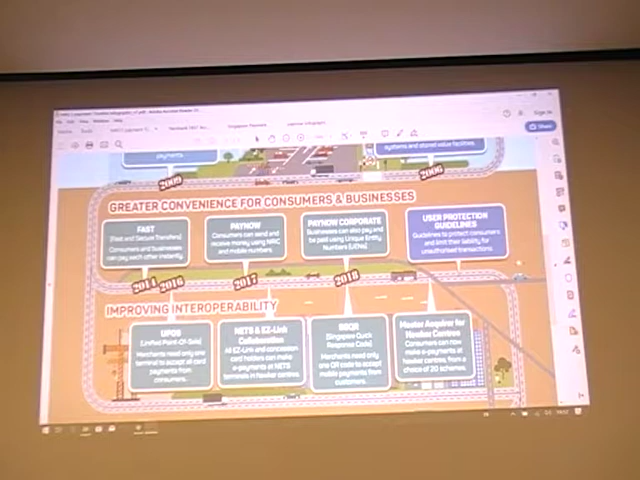 Sign In
Share
payments.
systems and stored value facilities.
2009
2006
GREATER CONVENIENCE FOR CONSUMERS & BUSINESSES
FAST
(Fast and Secure Transfers)
Consumers and businesses
can pay each other instantly.
PAYNOW
Consumers can send and
receive money using NRIC
and mobile numbers.
PAYNOW CORPORATE
Businesses can also pay and
be paid using Unique Entity
Numbers (UENs)
USER PROTECTION
GUIDELINES
Guidelines to protect consumers
and limit their liability for
unauthorised transactions.
2014
2016
2017
2018
IMPROVING INTEROPERABILITY
UPOS
(Unified Point-Of-Sale)
Merchants need only one
terminal to accept all card
payments from
consumers.
NETS & EZ-Link
Collaboration
All EZ-Link and concession
card holders can make
e-payments at NETS
terminals in Hawker centres.
SGQR
(Singapore Quick
Response Code)
Merchants need only
one QR code to accept
mobile payments from
customers.
Master Acquirer for
Hawker Centres
Consumers can now
make e-payments at
hawker centres, from a
choice of 20 schemes.